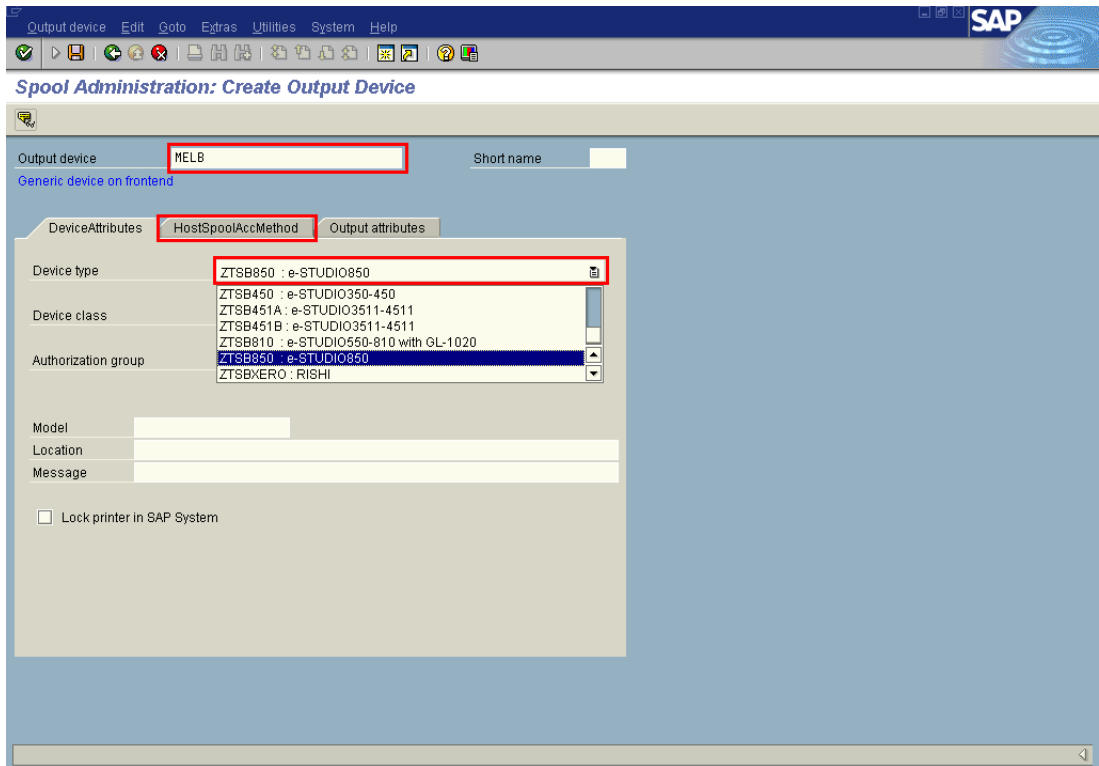 Output device Edit Goto Extras Utilities System Help
SAP
Spool Administration: Create Output Device
Output device MELB Short name
Generic device on frontend
DeviceAttributes HostSpoolAccMethod Output attributes
Device type ZTSB850 : e-STUDIO850
ZTSB450 : e-STUDIO350-450
ZTSB451A : e-STUDIO3511-4511
Device class
ZTSB451B : e-STUDIO3511-4511
ZTSB810 : e-STUDIO550-810 with GL-1020
Authorization group ZTSB850 : e-STUDIO850
ZTSBXERO : RISHI
Model
Location
Message
Lock printer in SAP System